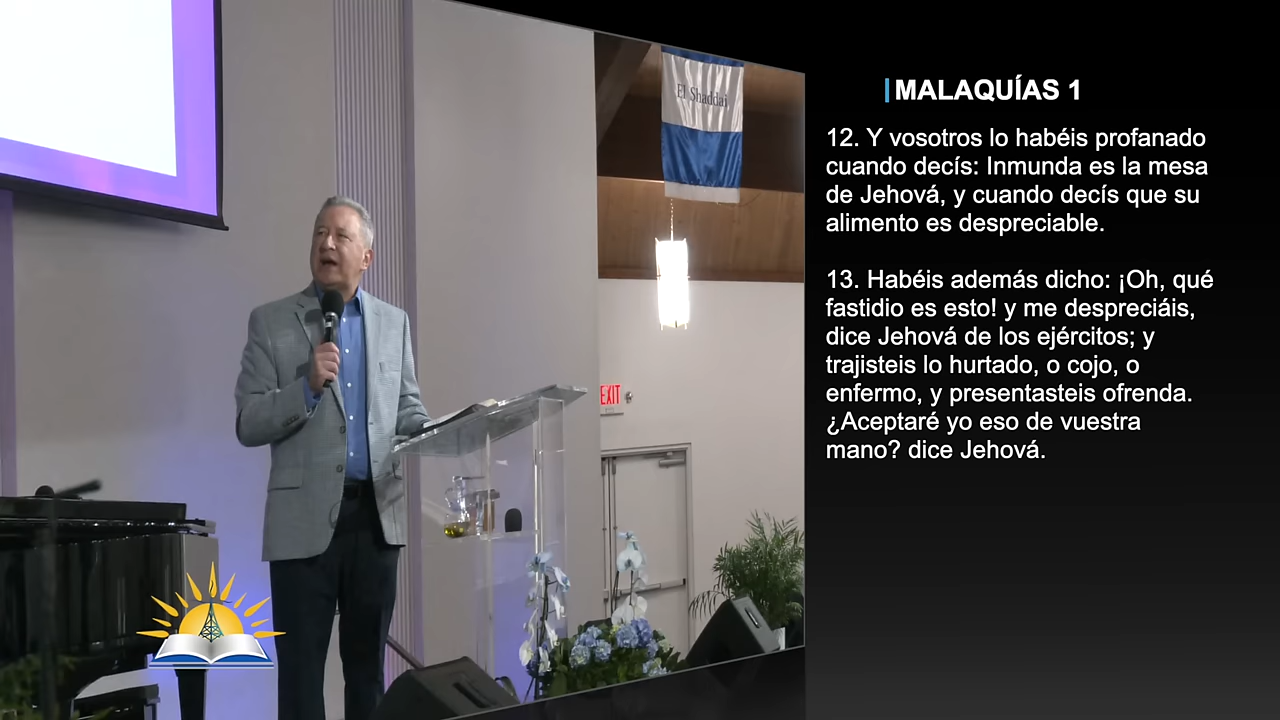 El Shaddai
EXIT
MALAQUÍAS 1
12. Y vosotros lo habéis profanado
cuando decís: Inmunda es la mesa
de Jehová, y cuando decís que su
alimento es despreciable.
13. Habéis además dicho: ¡Oh, qué
fastidio es esto! y me despreciáis,
dice Jehová de los ejércitos; y
trajisteis lo hurtado, o cojo, o
enfermo, y presentasteis ofrenda.
¿Aceptaré yo eso de vuestra
mano? dice Jehová.